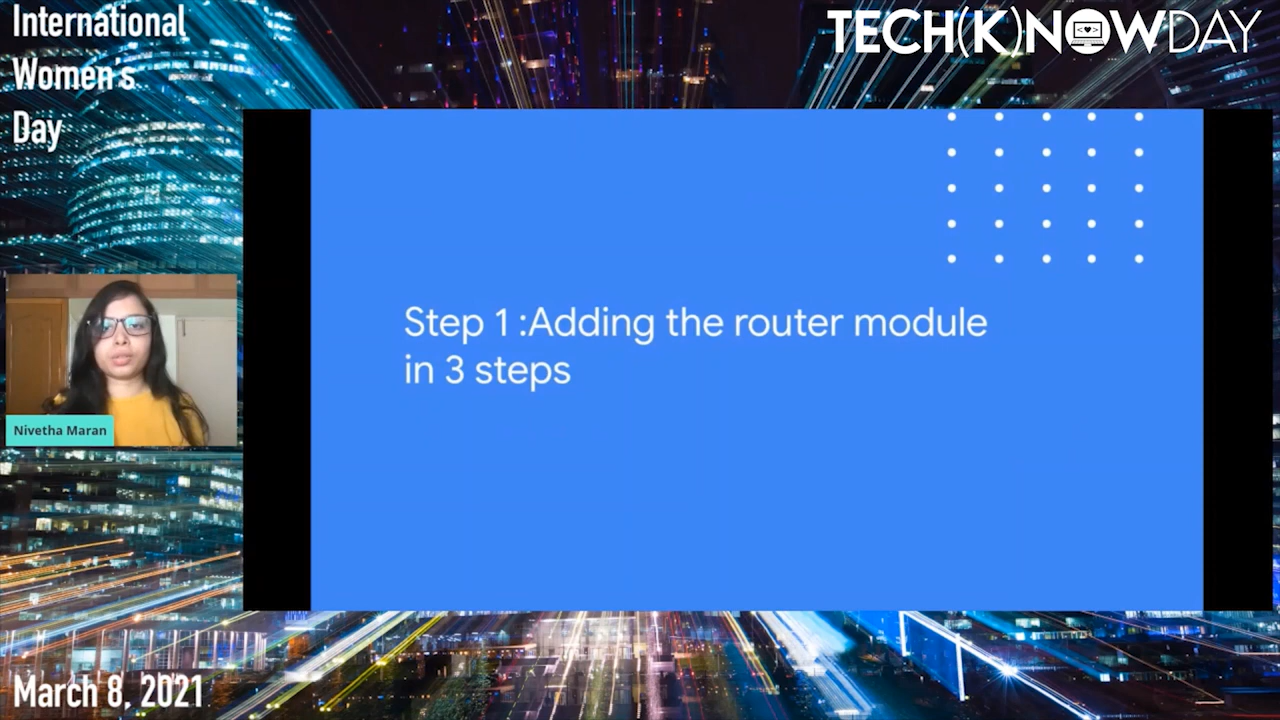 International
Women's
Day
TECH(K)NOWDAY
Step 1 :Adding the router module
in 3 steps
Nivetha Maran
March 8, 2021